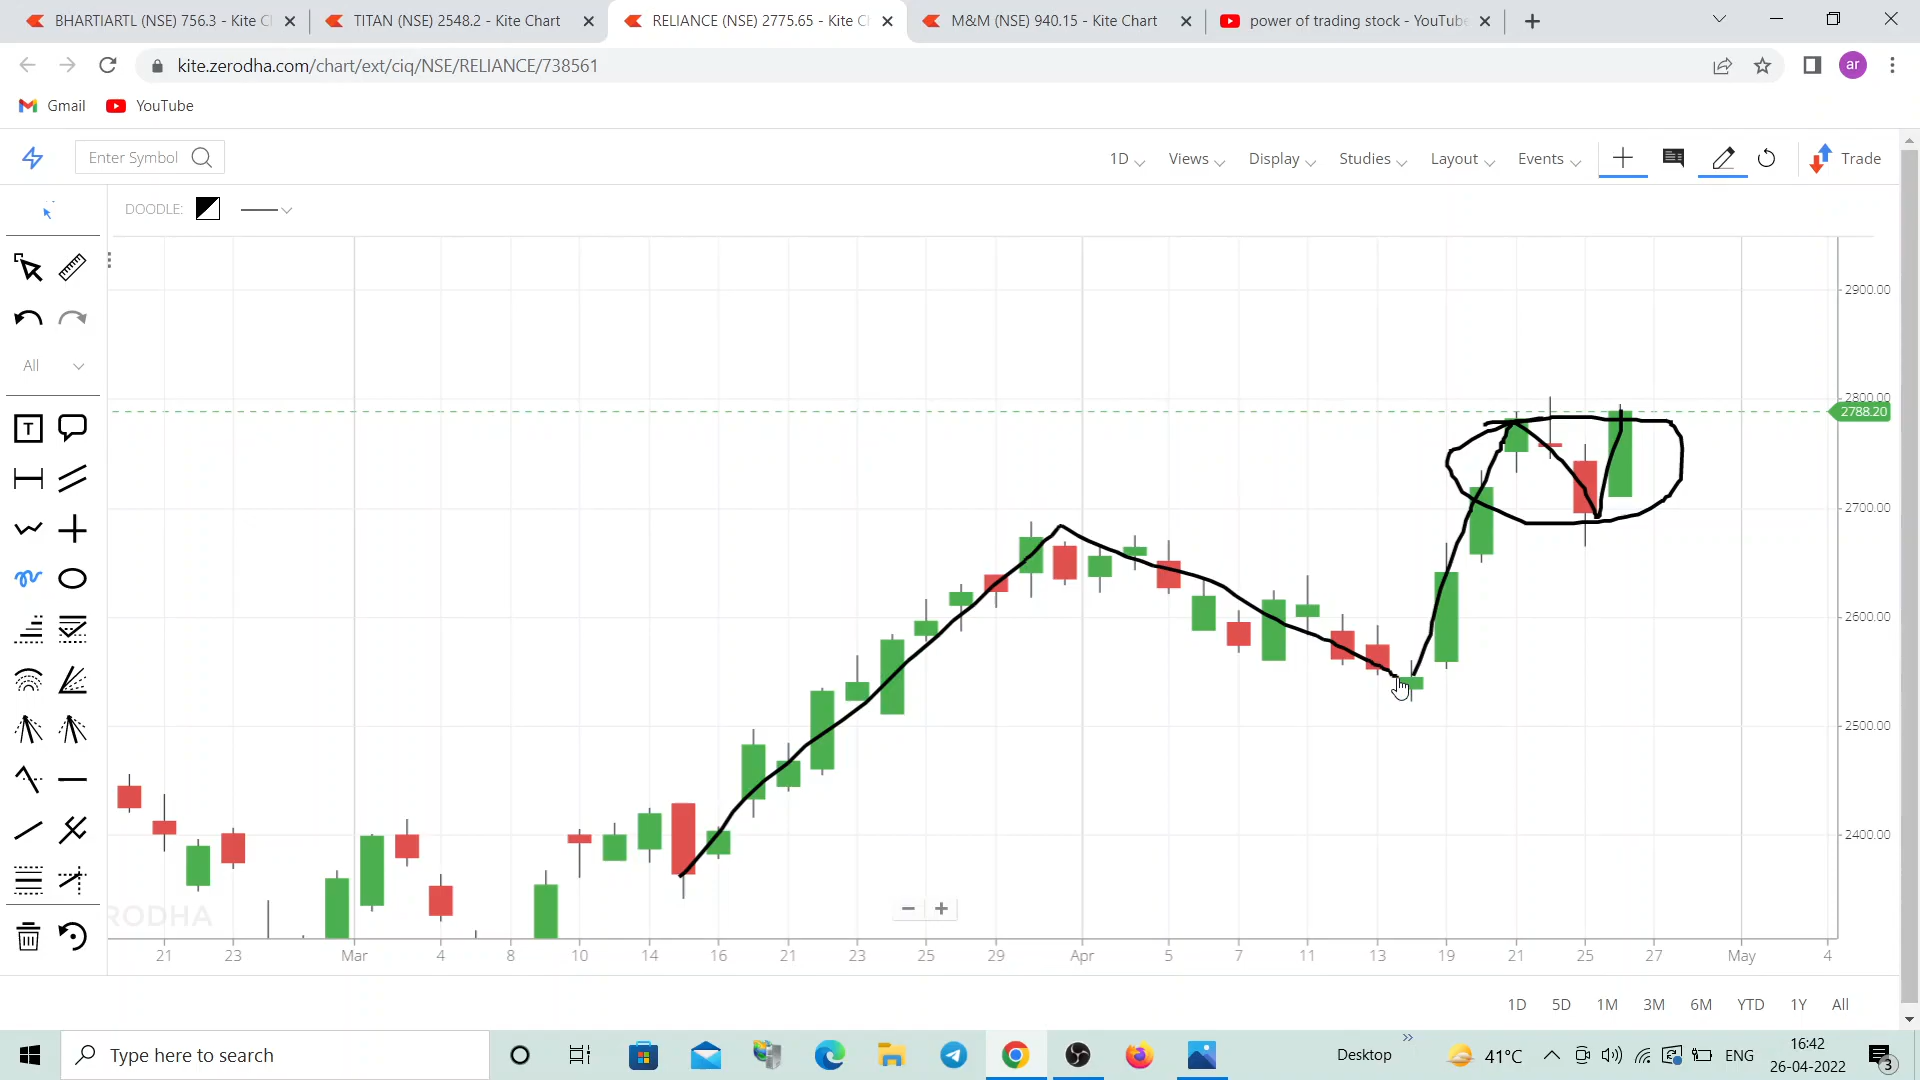 BHARTIARTL (NSE) 756.3 - Kite C
TITAN (NSE) 2548.2 - Kite Chart
RELIANCE (NSE) 2775.65 - Kite C
M&M (NSE) 940.15 - Kite Chart
power of trading stock - YouTube
kite.zerodha.com/chart/ext/ciq/NSE/RELIANCE/738561
ar
Gmail
YouTube
Enter Symbol
1D
Views
Display
Studies
Layout
Events
Trade
DOODLE:
All
T
2900.00
2800.00
2788.20
2700.00
2600.00
2500.00
2400.00
RODHA
21 23 Mar 4 8 10 14 16 21 23 25 29 Apr 5 7 11 13 19 21 25 27 May 4
1D 5D 1M 3M 6M YTD 1Y All
Type here to search
Desktop
41°C
ENG
16:42
26-04-2022
3